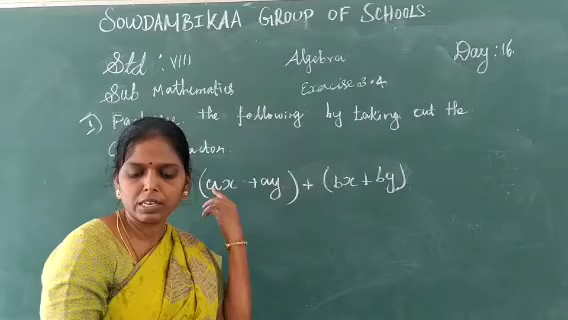 SOWDAMBIKAA GROUP OF SCHOOLS.
Std : VIII Algebra Day : 16
Sub Mathematics Exercise 3.4
1) the following by taking out the
(ax + ay) + (bx + by)